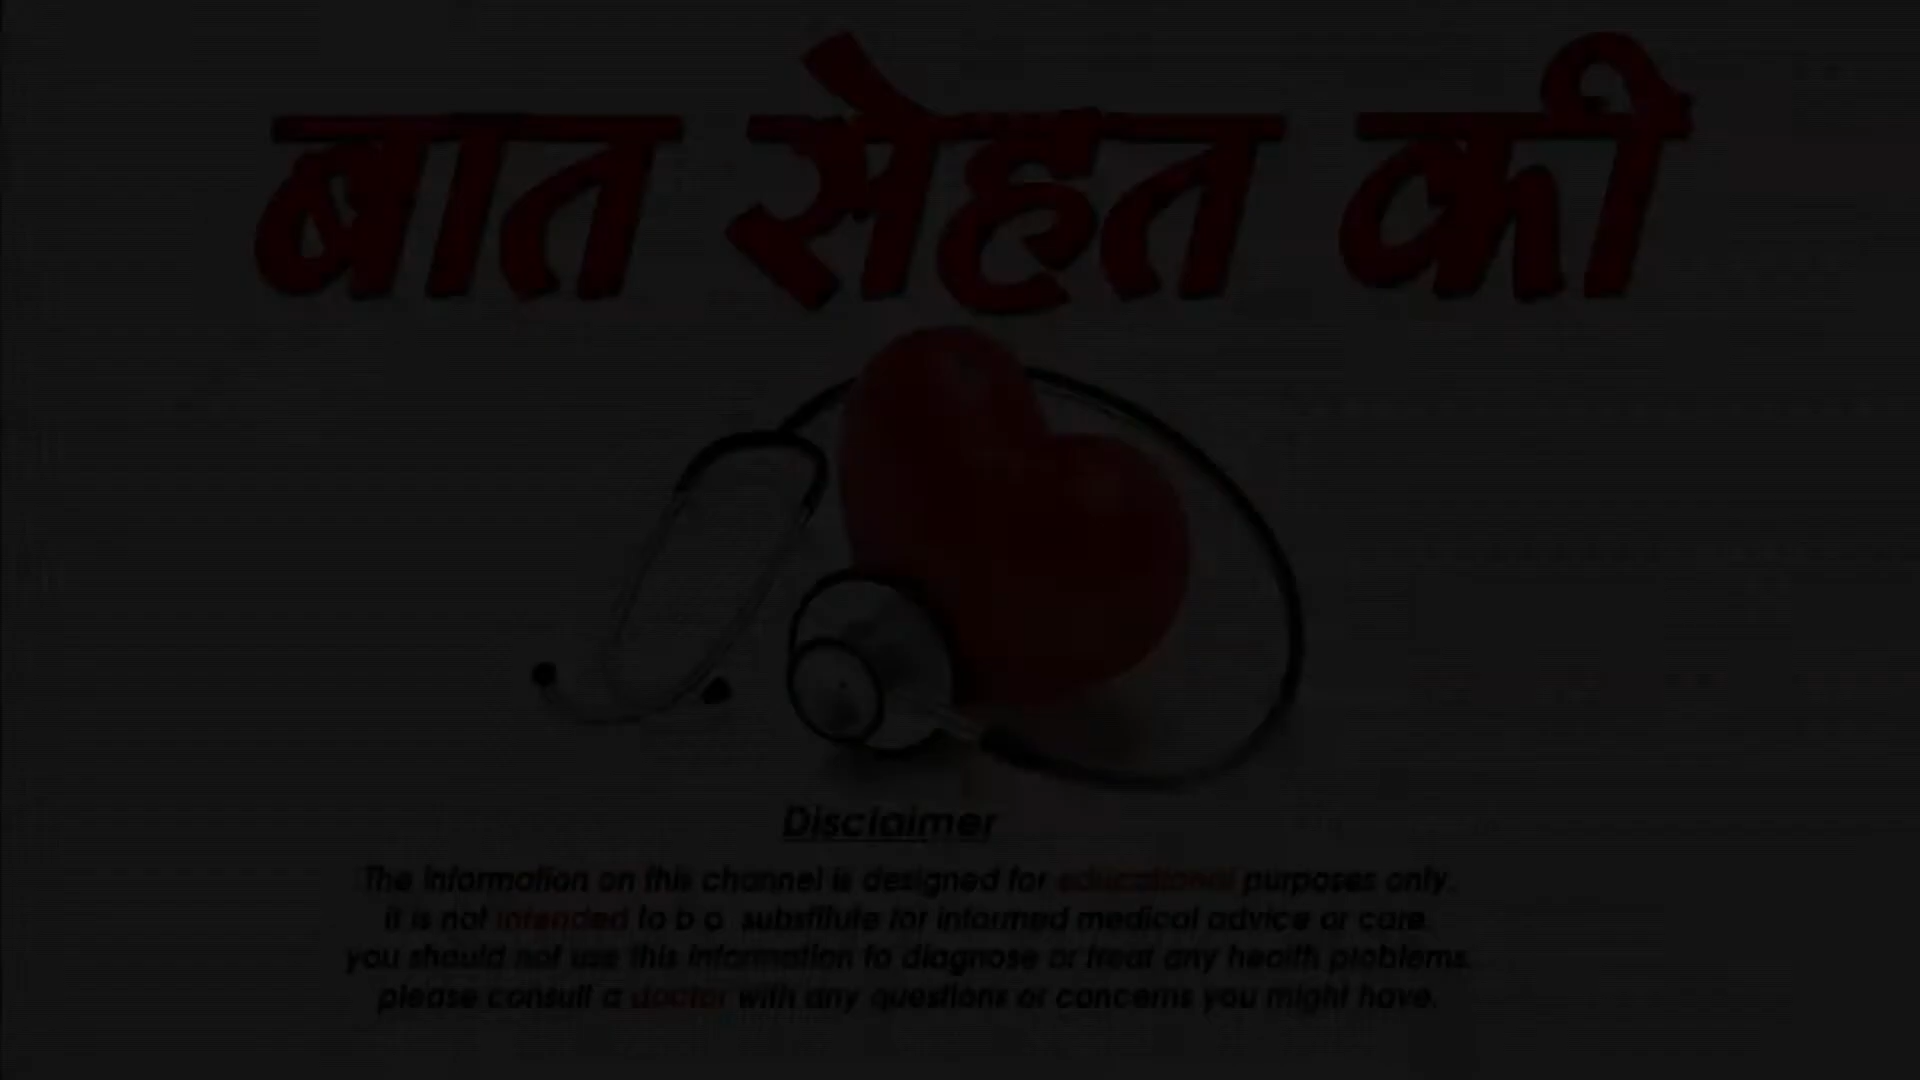 बात सेहत की
Disclaimer
The information on this channel is designed for educational purposes only.
it is not intended to b a substitute for informed medical advice or care.
you should not use this information to diagnose or treat any health problems.
please consult a doctor with any questions or concerns you might have.